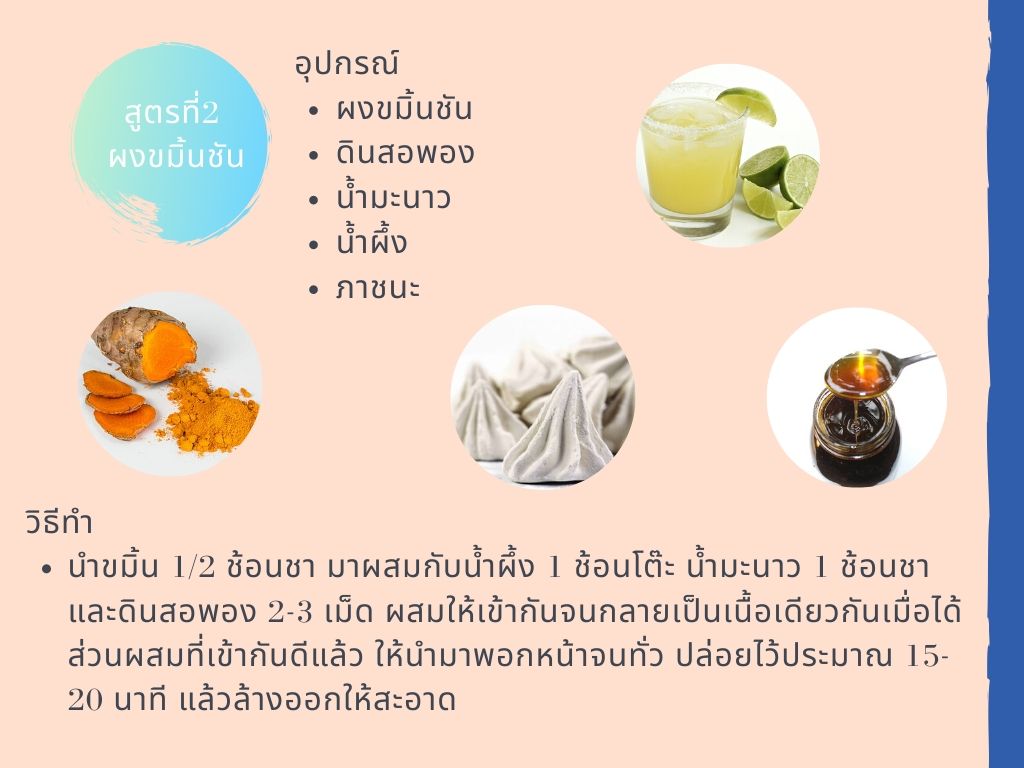 สูตรที่2
ผงขมิ้นชัน
อุปกรณ์
• ผงขมิ้นชัน
• ดินสอพอง
• น้ำมะนาว
• น้ำผึ้ง
• ภาชนะ
วิธีทำ
• นำขมิ้น 1/2 ช้อนชา มาผสมกับน้ำผึ้ง 1 ช้อนโต๊ะ น้ำมะนาว 1 ช้อนชา
และดินสอพอง 2-3 เม็ด ผสมให้เข้ากันจนกลายเป็นเนื้อเดียวกันเมื่อได้
ส่วนผสมที่เข้ากันดีแล้ว ให้นำมาพอกหน้าจนทั่ว ปล่อยไว้ประมาณ 15-
20 นาที แล้วล้างออกให้สะอาด